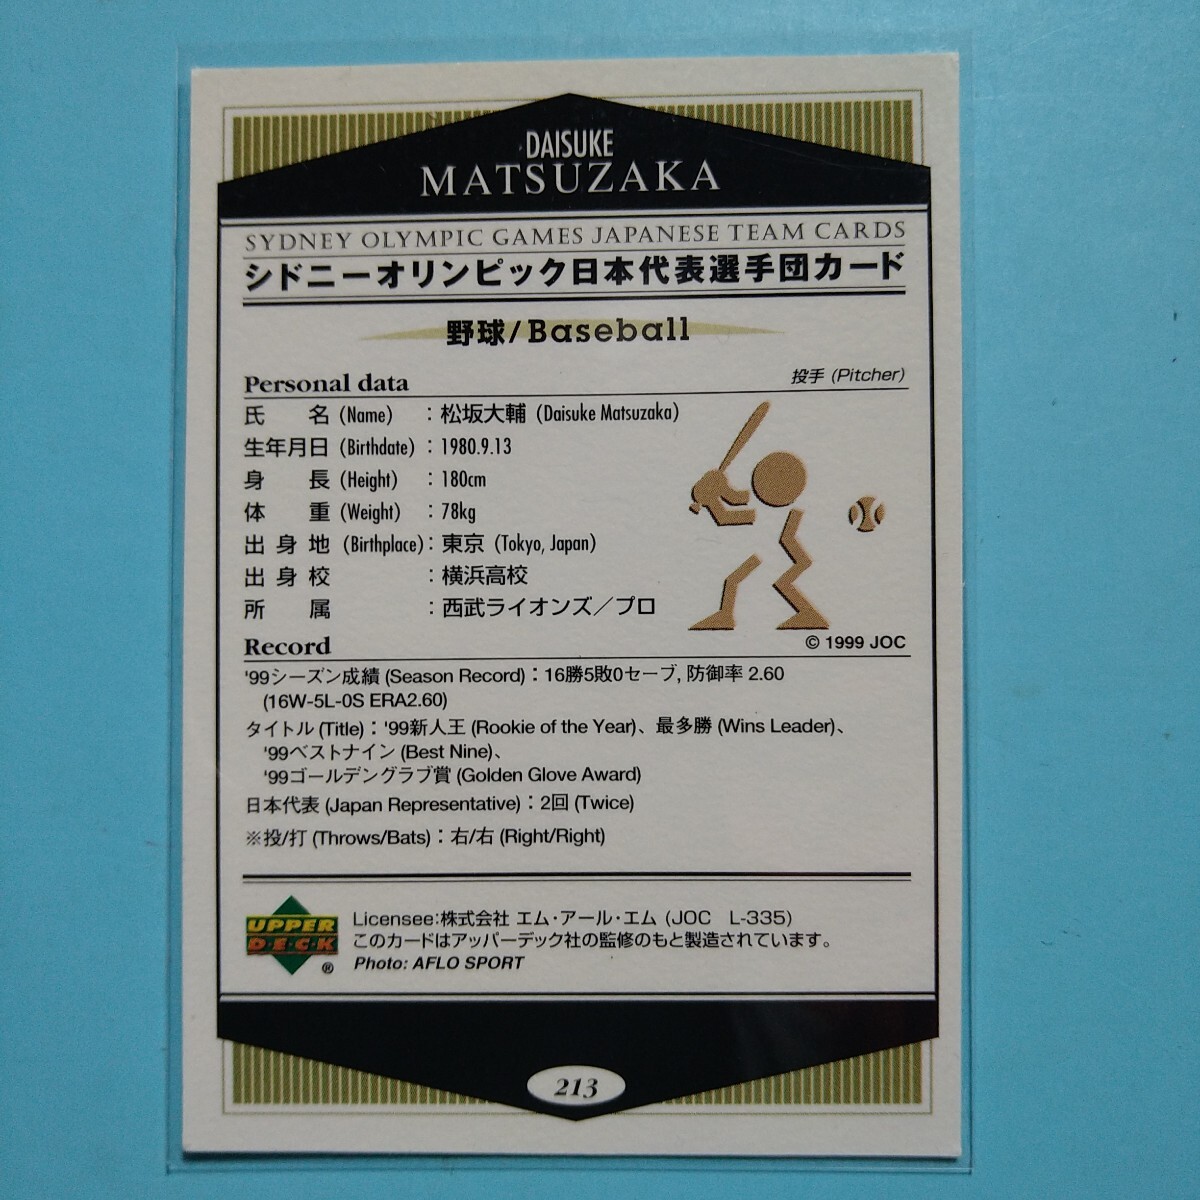 DAISUKE
MATSUZAKA
SYDNEY OLYMPIC GAMES JAPANESE TEAM CARDS
シドニーオリンピック日本代表選手団カード
野球/Baseball
Personal data
投手 (Pitcher)
氏 名 (Name) : 松坂大輔 (Daisuke Matsuzaka)
生年月日 (Birthdate) : 1980.9.13
身 長 (Height) : 180cm
体 重 (Weight) : 78kg
出 身 地 (Birthplace) : 東京 (Tokyo, Japan)
出 身 校 : 横浜高校
所 属 : 西武ライオンズ／プロ
Record
© 1999 JOC
'99シーズン成績 (Season Record)：16勝5敗0セーブ, 防御率 2.60
(16W-5L-0S ERA2.60)
タイトル (Title)：'99新人王 (Rookie of the Year)、最多勝 (Wins Leader)、
'99ベストナイン (Best Nine)、
'99ゴールデングラブ賞 (Golden Glove Award)
日本代表 (Japan Representative)：2回 (Twice)
※投/打 (Throws/Bats)：右/右 (Right/Right)
UPPER
D·E·C·K
®
Licensee:株式会社 エム・アール・エム (JOC L-335)
このカードはアッパーデック社の監修のもと製造されています。
Photo: AFLO SPORT
213